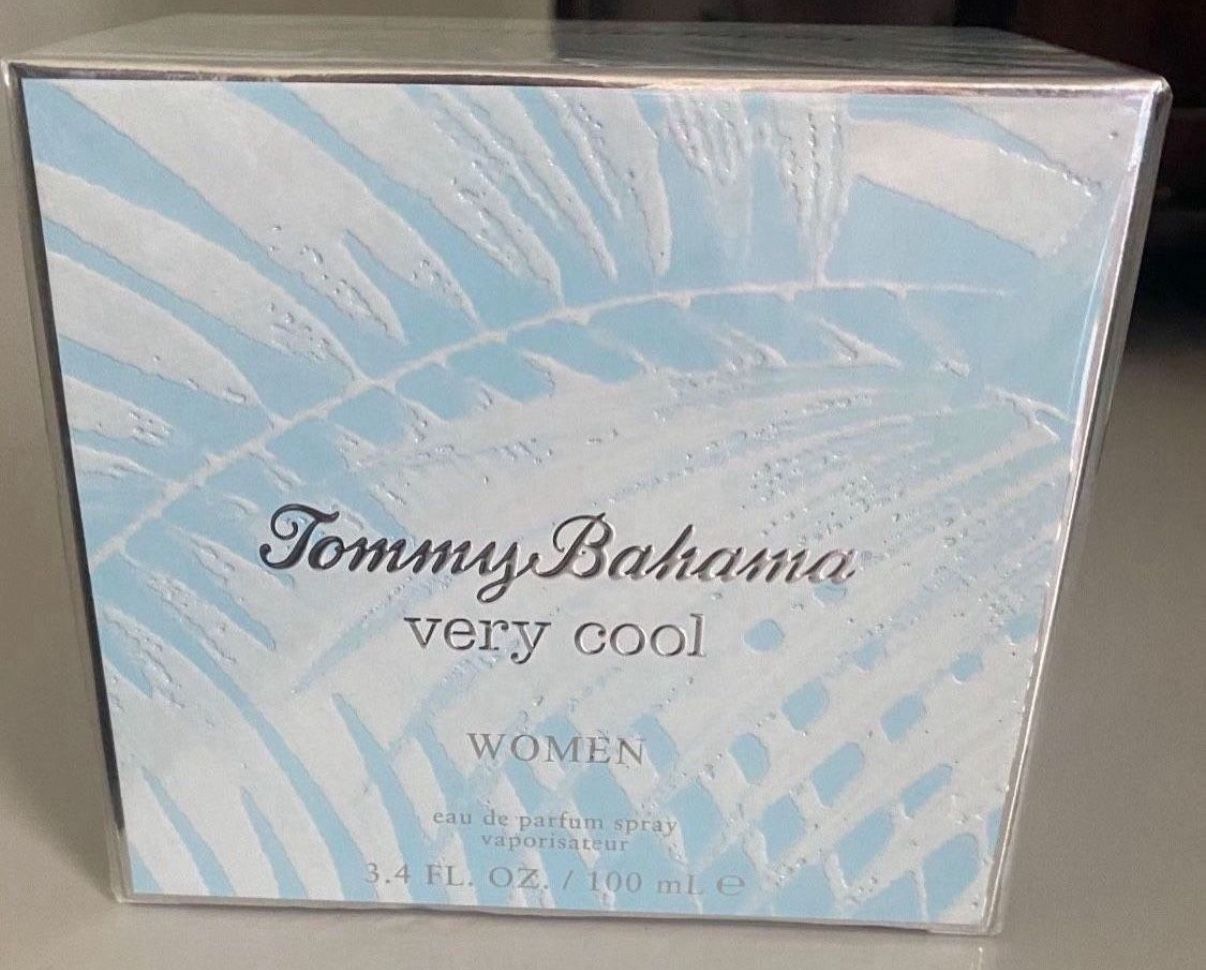 Tommy Bahama
very cool
WOMEN
eau de parfum spray
vaporisateur
3.4 FL. OZ. / 100 mL ℮